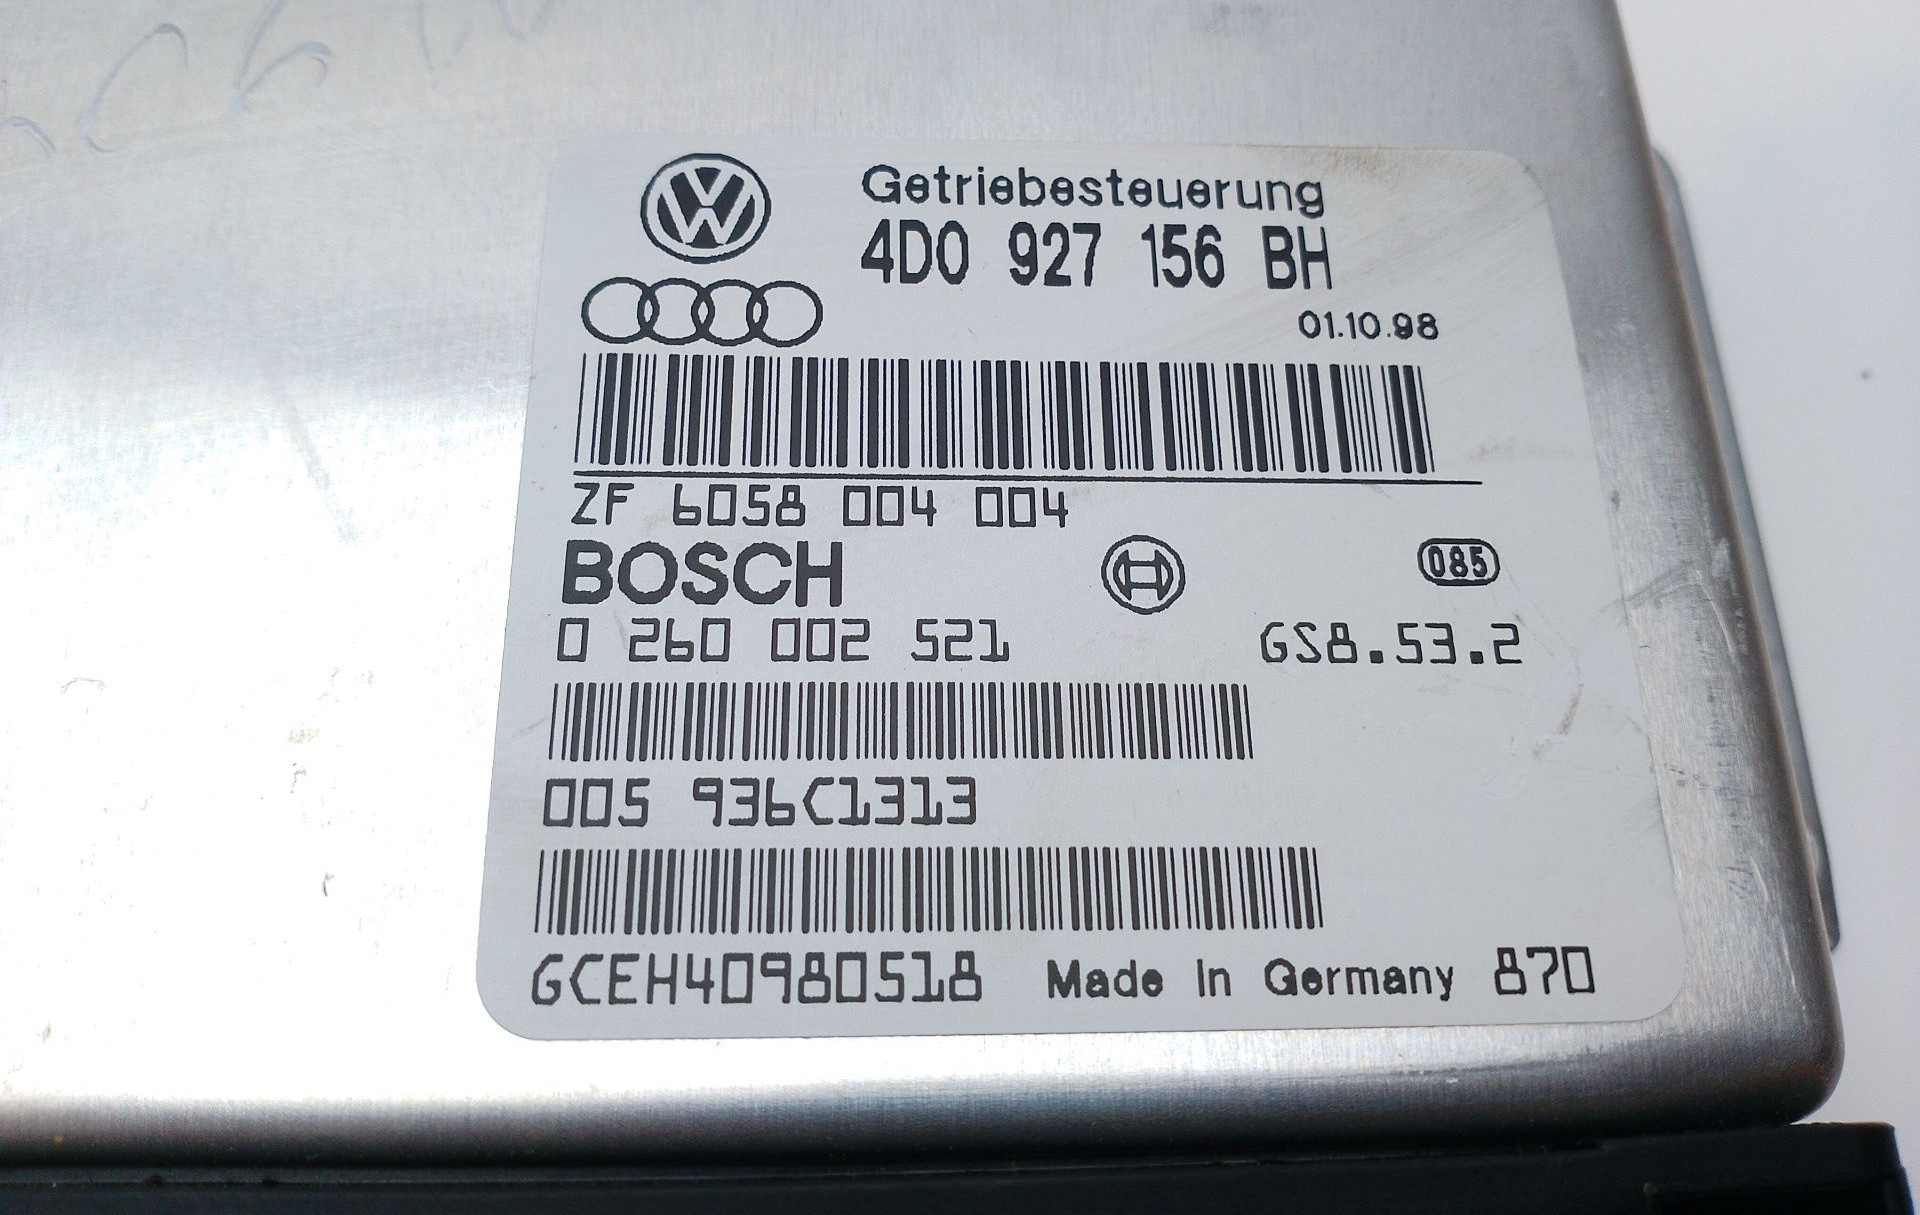 Getriebesteuerung
4D0 927 156 BH
01.10.98
ZF 6058 004 004
BOSCH
085
0 260 002 521
GS8.53.2
005 936C1313
GCEH40980518 Made In Germany 870